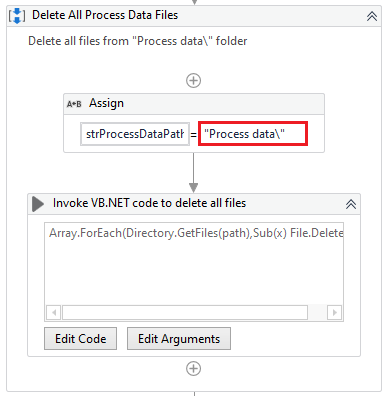 Delete All Process Data Files
Delete all files from "Process data\" folder
A+B Assign
strProcessDataPath = "Process data\"
Invoke VB.NET code to delete all files
Array.ForEach(Directory.GetFiles(path),Sub(x) File.Delete
Edit Code Edit Arguments